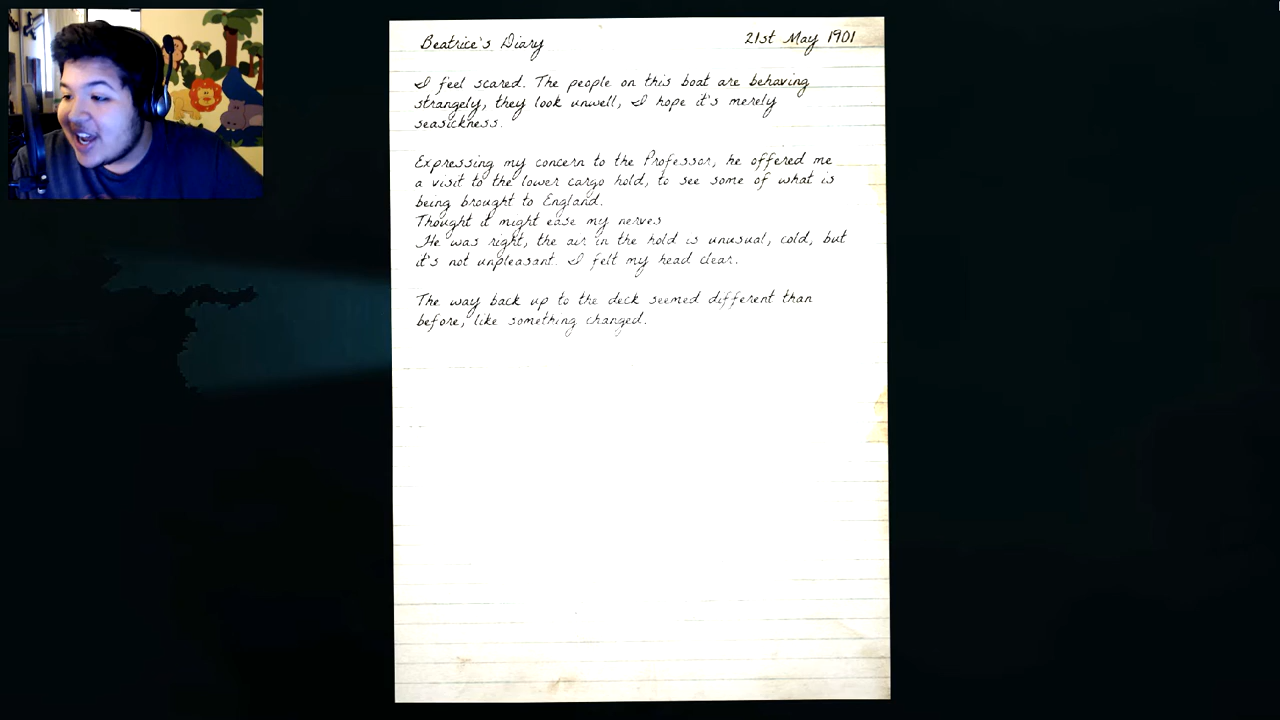 Beatrice's Diary
21st May 1901
I feel scared. The people on this boat are behaving
strangely, they look unwell, I hope it's merely
seasickness.
Expressing my concern to the Professor, he offered me
a visit to the lower cargo hold, to see some of what is
being brought to England.
Thought it might ease my nerves
He was right, the air in the hold is unusual, cold, but
it's not unpleasant. I felt my head clear.
The way back up to the deck seemed different than
before, like something changed.